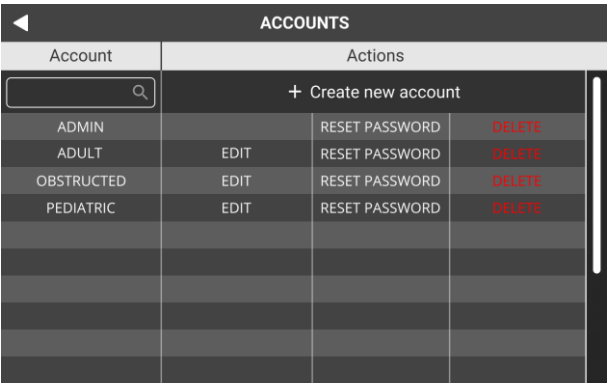 ACCOUNTS
Account Actions
+ Create new account
ADMIN RESET PASSWORD DELETE
ADULT EDIT RESET PASSWORD DELETE
OBSTRUCTED EDIT RESET PASSWORD DELETE
PEDIATRIC EDIT RESET PASSWORD DELETE